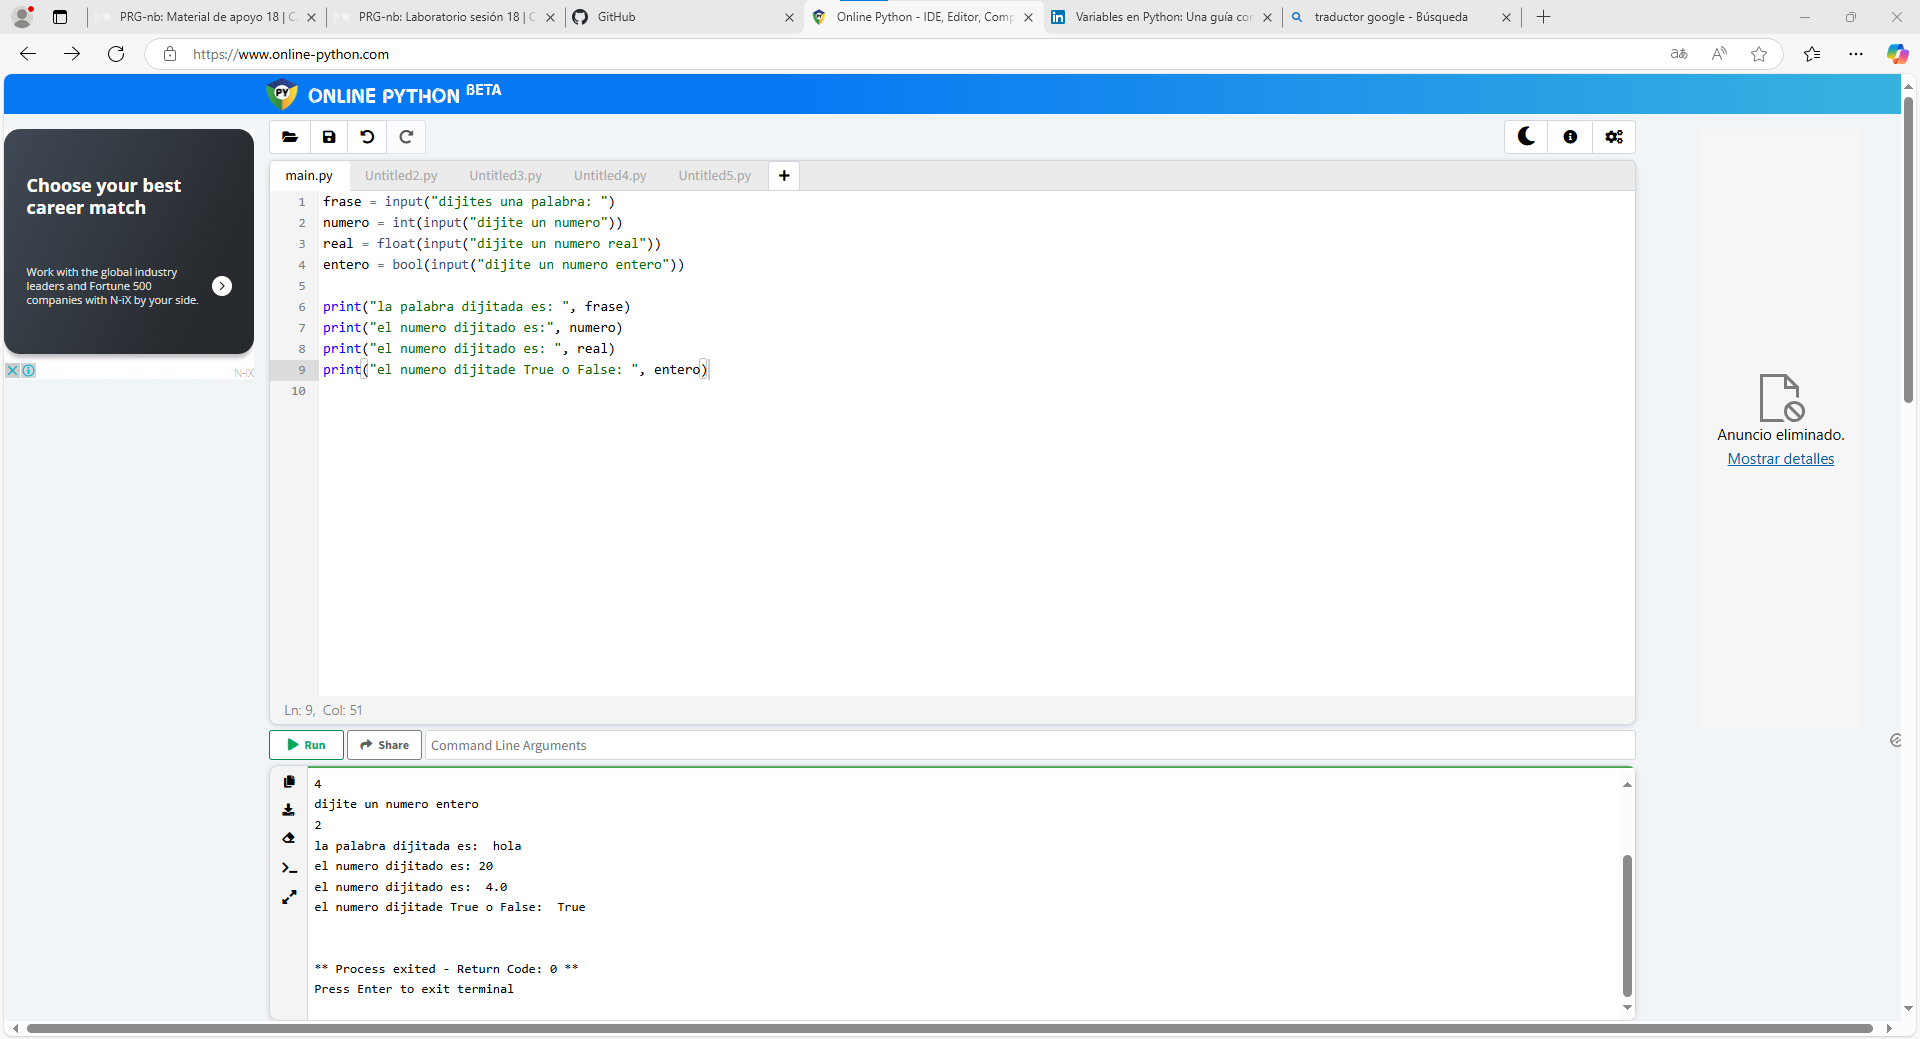 PRG-nb: Material de apoyo 18 | C
PRG-nb: Laboratorio sesión 18 | C
GitHub
Online Python - IDE, Editor, Comp
Variables en Python: Una guía con
traductor google - Búsqueda
https://www.online-python.com
ONLINE PYTHON BETA
Choose your best
career match
Work with the global industry
leaders and Fortune 500
companies with N-iX by your side.
N-iX
main.py
Untitled2.py
Untitled3.py
Untitled4.py
Untitled5.py
1 frase = input("dijites una palabra: ")
2 numero = int(input("dijite un numero"))
3 real = float(input("dijite un numero real"))
4 entero = bool(input("dijite un numero entero"))
5
6 print("la palabra dijitada es: ", frase)
7 print("el numero dijitado es:", numero)
8 print("el numero dijitado es: ", real)
9 print("el numero dijitade True o False: ", entero)
10
Anuncio eliminado.
Mostrar detalles
Ln: 9, Col: 51
Run
Share
Command Line Arguments
4
dijite un numero entero
2
la palabra dijitada es:  hola
el numero dijitado es: 20
el numero dijitado es:  4.0
el numero dijitade True o False:  True
** Process exited - Return Code: 0 **
Press Enter to exit terminal